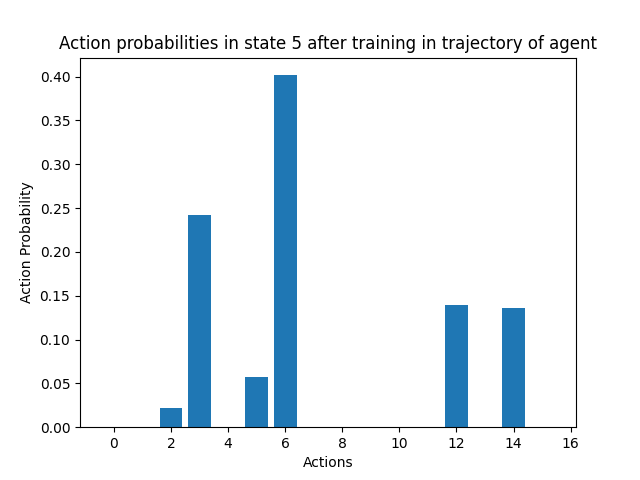 Action probabilities in state 5 after training in trajectory of agent
0.40
0.35
0.30
0.25
0.20
0.15
0.10
0.05
0.00
Action Probability
0 2 4 6 8 10 12 14 16
Actions